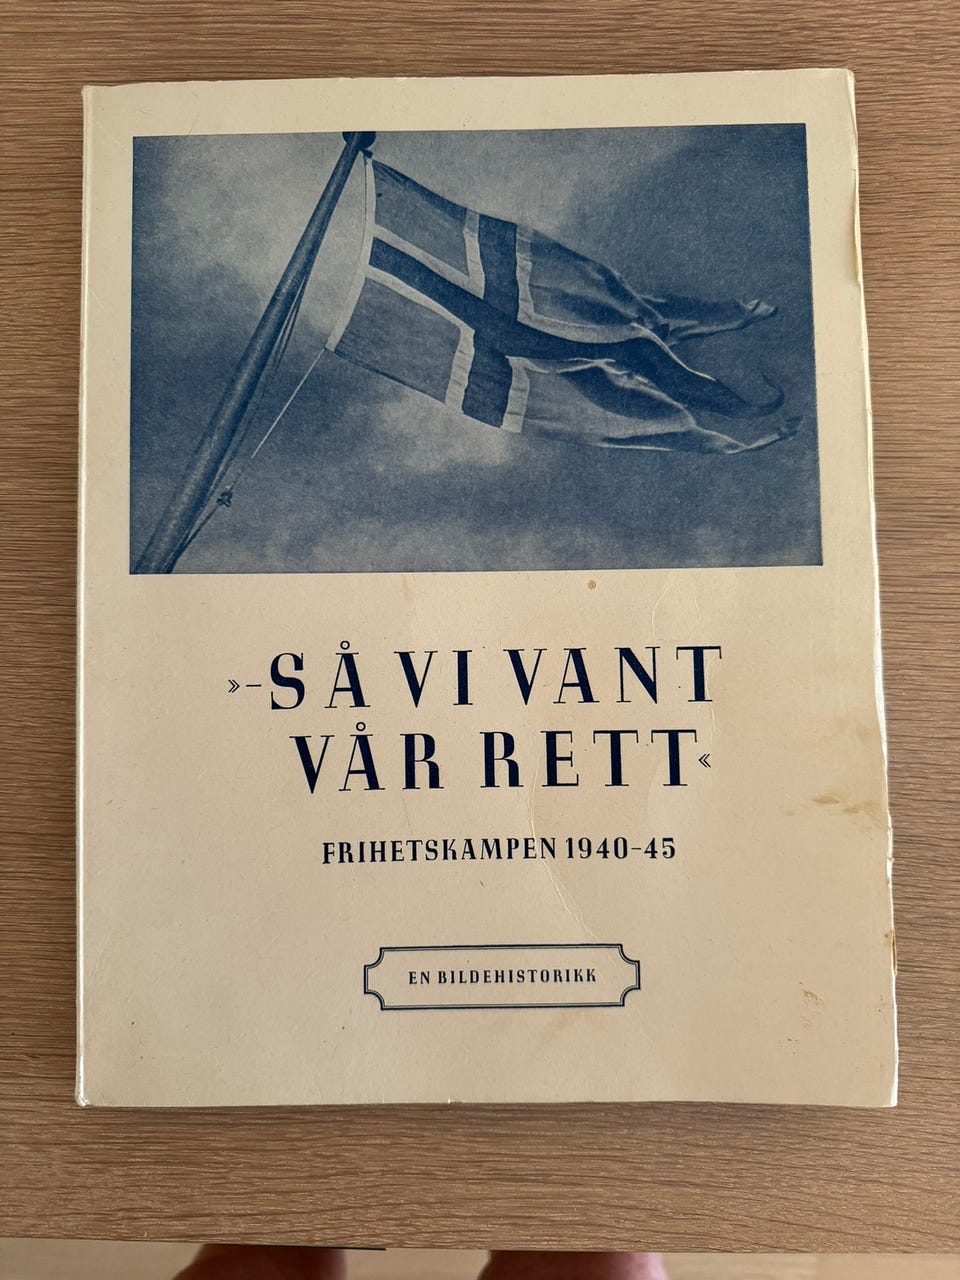 »–SÅ VI VANT
VÅR RETT«
FRIHETSKAMPEN 1940–45
EN BILDEHISTORIKK